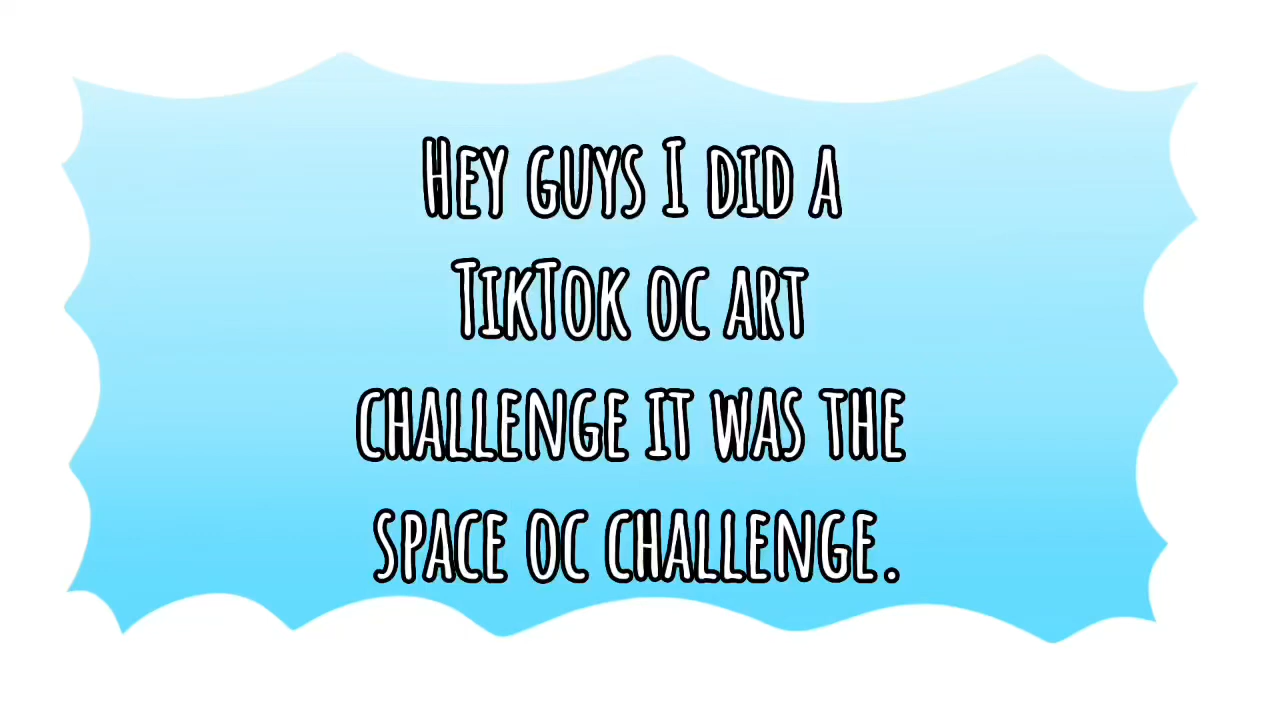 Hey guys I did a
TikTok oc art
challenge it was the
space oc challenge.